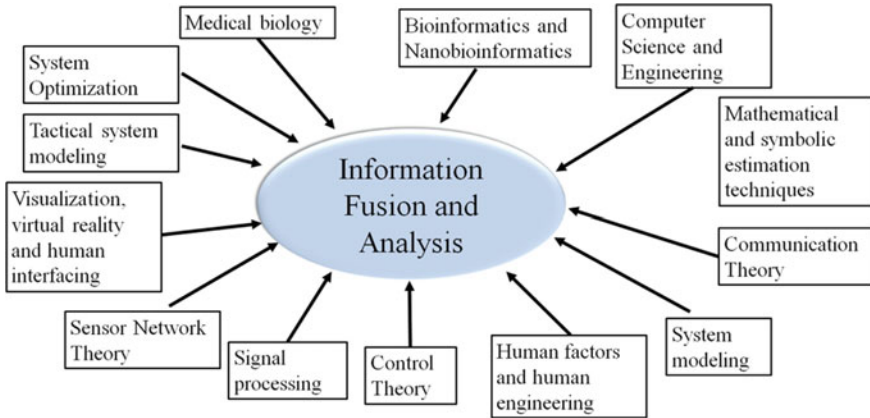 Medical biology
Bioinformatics and
Nanobioinformatics
Computer
Science and
Engineering
System
Optimization
Tactical system
modeling
Mathematical
and symbolic
estimation
techniques
Visualization,
virtual reality
and human
interfacing
Information
Fusion and
Analysis
Communication
Theory
Sensor Network
Theory
Signal
processing
Control
Theory
Human factors
and human
engineering
System
modeling